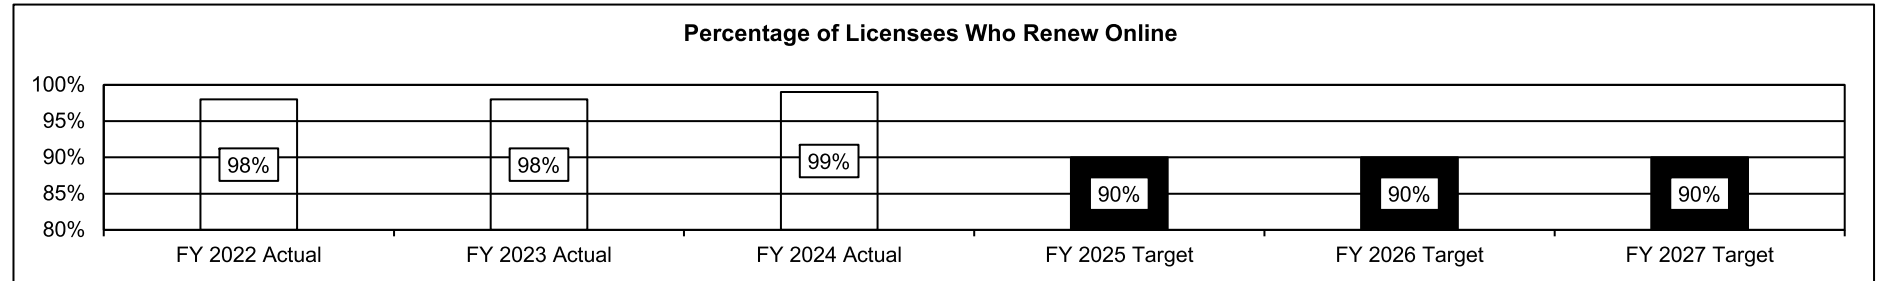 Percentage of Licensees Who Renew Online
100%
95%
90%
85%
80%
98%
98%
99%
90%
90%
90%
FY 2022 Actual
FY 2023 Actual
FY 2024 Actual
FY 2025 Target
FY 2026 Target
FY 2027 Target